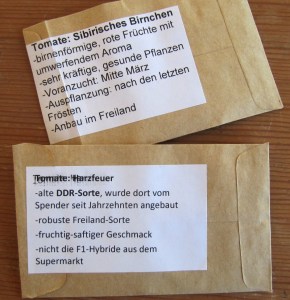 Tomate: Sibirisches Birnchen
-birnenförmige, rote Früchte mit
umwerfendem Aroma
-sehr kräftige, gesunde Pflanzen
-Voranzucht: Mitte März
-Auspflanzung: nach den letzten
Frösten
-Anbau im Freiland
Tomate: Harzfeuer
-alte DDR-Sorte, wurde dort vom
Spender seit Jahrzehnten angebaut
-robuste Freiland-Sorte
-fruchtig-saftiger Geschmack
-nicht die F1-Hybride aus dem
Supermarkt